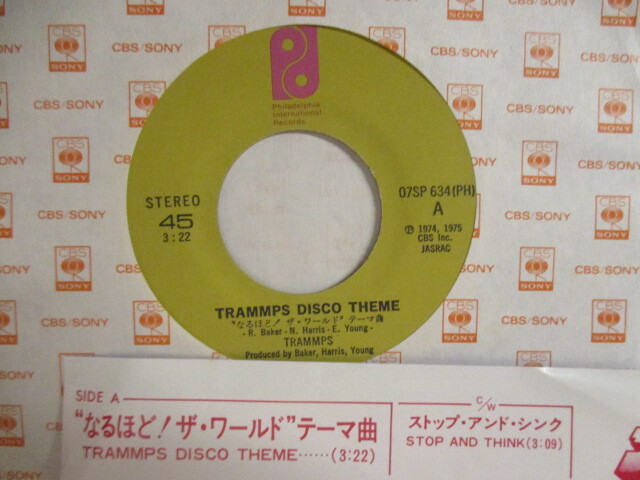 CBS/SONY
CBS
SONY
CBS/SONY
Philadelphia
International
Records
STEREO
45
3:22
07SP 634(PH)
A
Ⓟ 1974, 1975
CBS Inc.
JASRAC
TRAMMPS DISCO THEME
"なるほど! ザ・ワールド" テーマ曲
- R. Baker - N. Harris - E. Young -
TRAMMPS
Produced by Baker, Harris, Young
SIDE A
"なるほど! ザ・ワールド"テーマ曲
TRAMMPS DISCO THEME……(3:22)
C/W
ストップ・アンド・シンク
STOP AND THINK(3:09)